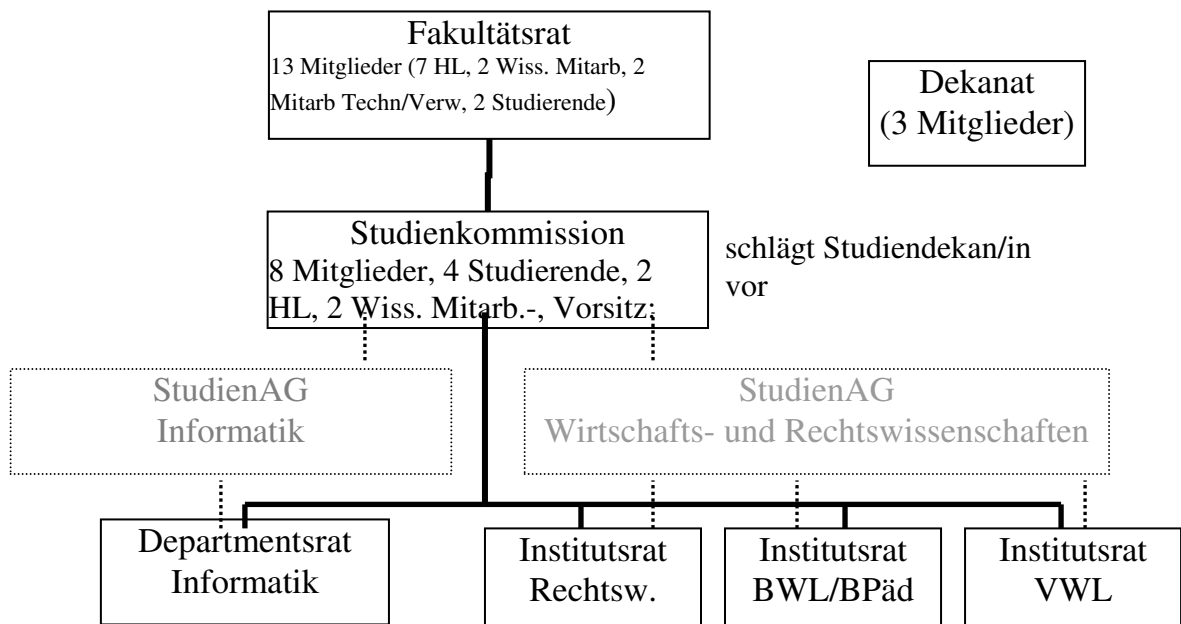 Fakultätsrat
13 Mitglieder (7 HL, 2 Wiss. Mitarb, 2
Mitarb Techn/Verw, 2 Studierende)
Dekanat
(3 Mitglieder)
Studienkommission
8 Mitglieder, 4 Studierende, 2
HL, 2 Wiss. Mitarb.-, Vorsitz:
schlägt Studiendekan/in
vor
StudienAG
Informatik
StudienAG
Wirtschafts- und Rechtswissenschaften
Departmentsrat
Informatik
Institutsrat
Rechtsw.
Institutsrat
BWL/BPäd
Institutsrat
VWL